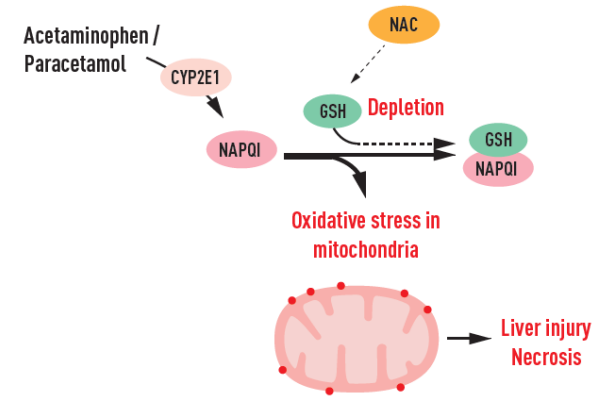 Acetaminophen /
Paracetamol
CYP2E1
NAC
GSH
Depletion
NAPQI
GSH
NAPQI
Oxidative stress in
mitochondria
Liver injury
Necrosis